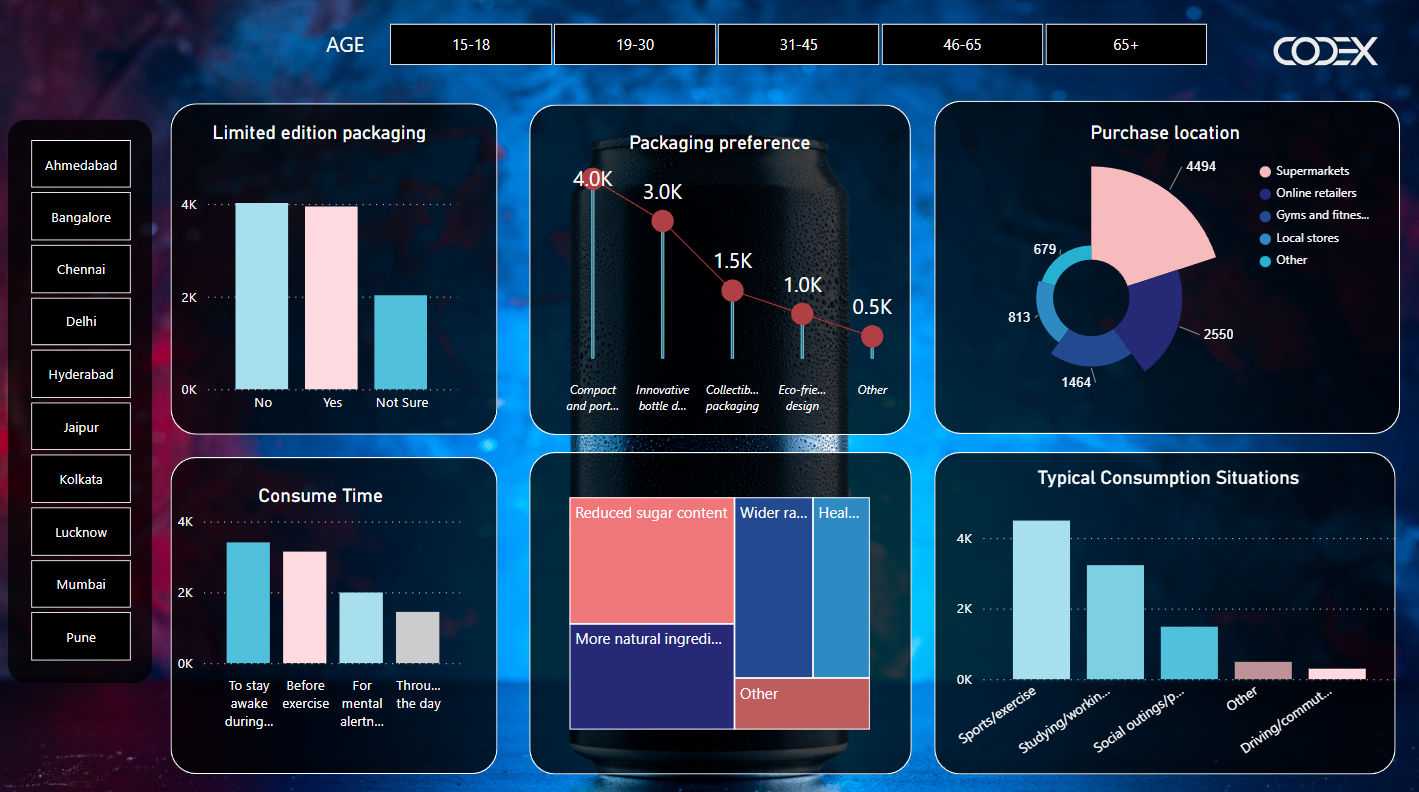 AGE
15-18
19-30
31-45
46-65
65+
CODEX
Ahmedabad
Bangalore
Chennai
Delhi
Hyderabad
Jaipur
Kolkata
Lucknow
Mumbai
Pune
Limited edition packaging
4K
2K
0K
No
Yes
Not Sure
Packaging preference
4.0K
3.0K
1.5K
1.0K
0.5K
Compact
and port...
Innovative
bottle d...
Collectib...
packaging
Eco-frie...
design
Other
Purchase location
4494
2550
1464
813
679
Supermarkets
Online retailers
Gyms and fitnes...
Local stores
Other
Consume Time
4K
2K
0K
To stay
awake
during...
Before
exercise
For
mental
alertn...
Throu...
the day
Reduced sugar content
More natural ingredi...
Wider ra...
Heal...
Other
Typical Consumption Situations
4K
2K
0K
Sports/exercise
Studying/workin...
Social outings/p...
Other
Driving/commut...